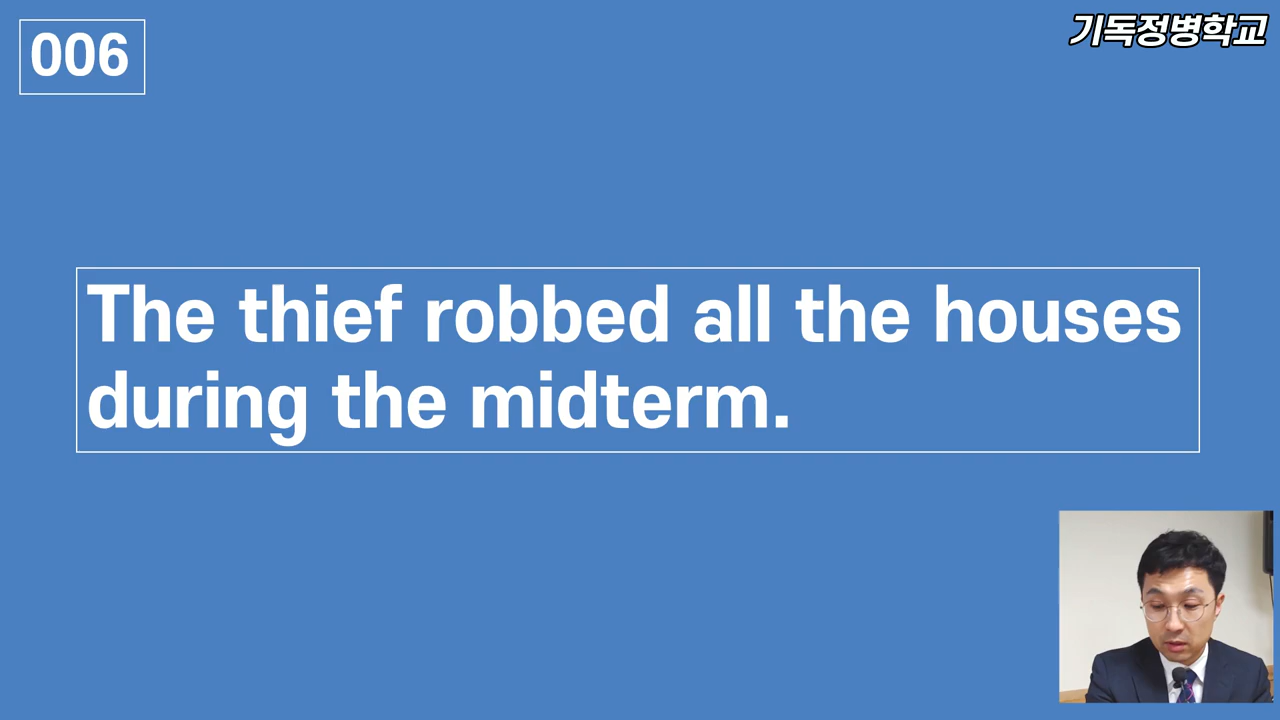 006
기독정병학교
The thief robbed all the houses
during the midterm.